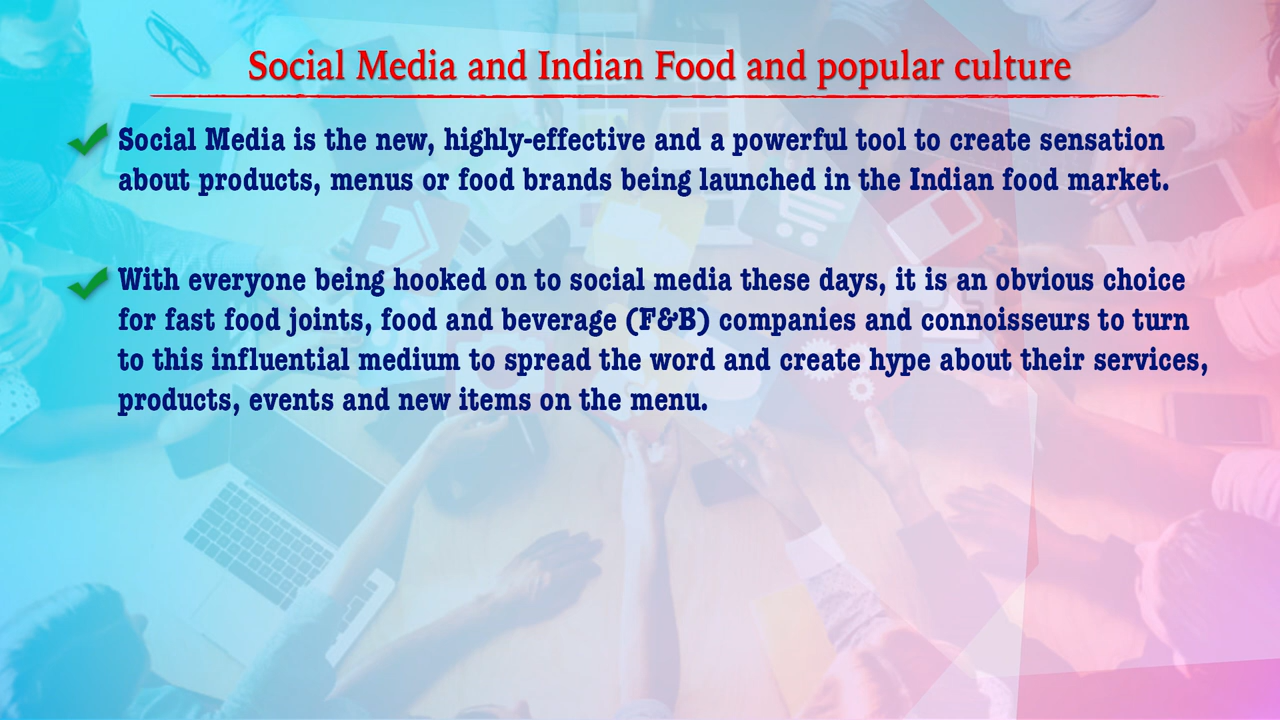 Social Media and Indian Food and popular culture
Social Media is the new, highly-effective and a powerful tool to create sensation
about products, menus or food brands being launched in the Indian food market.
With everyone being hooked on to social media these days, it is an obvious choice
for fast food joints, food and beverage (F&B) companies and connoisseurs to turn
to this influential medium to spread the word and create hype about their services,
products, events and new items on the menu.